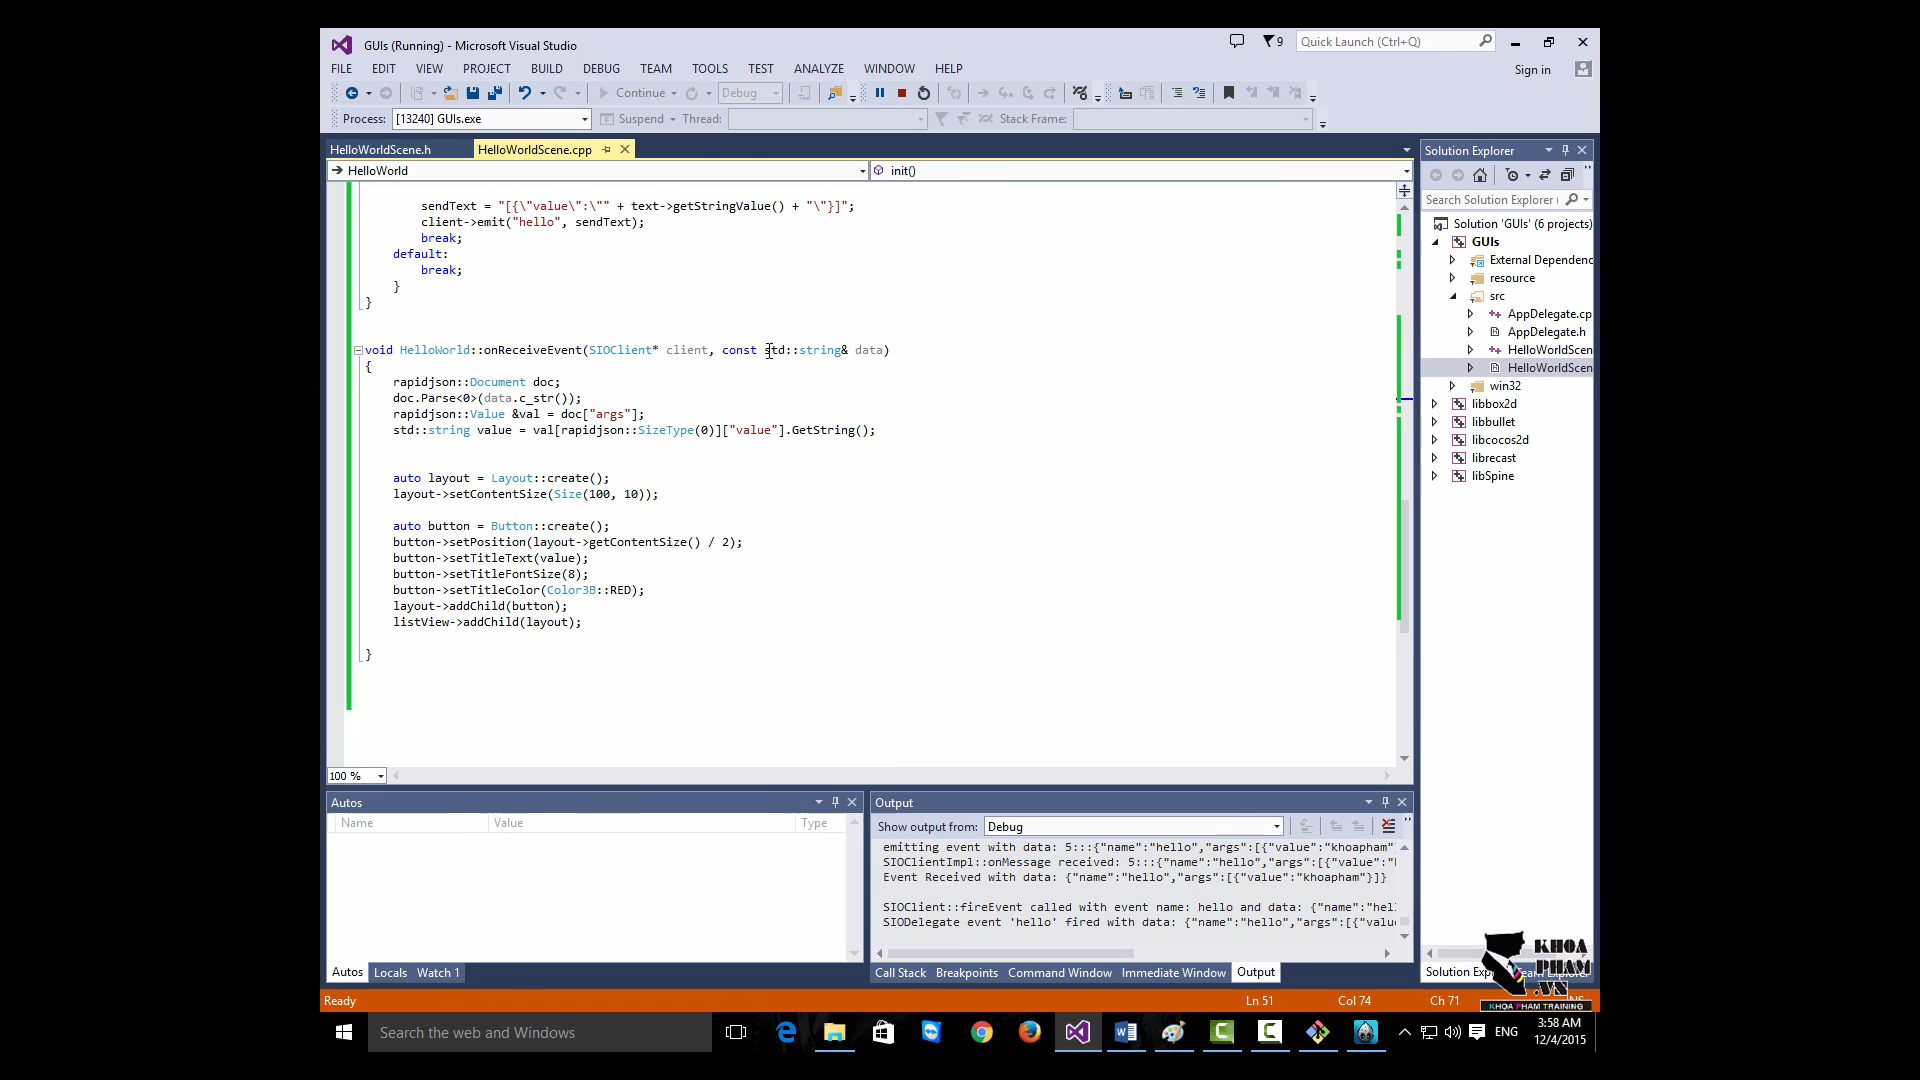 GUIs (Running) - Microsoft Visual Studio
9
Quick Launch (Ctrl+Q)
FILE EDIT VIEW PROJECT BUILD DEBUG TEAM TOOLS TEST ANALYZE WINDOW HELP
Sign in
Continue Debug
Process: [13240] GUIs.exe Suspend Thread: Stack Frame:
HelloWorldScene.h HelloWorldScene.cpp
HelloWorld init()
sendText = "[{\"value\":\"" + text->getStringValue() + "\"}]";
client->emit("hello", sendText);
break;
default:
break;
}
}
void HelloWorld::onReceiveEvent(SIOClient* client, const std::string& data)
{
rapidjson::Document doc;
doc.Parse<0>(data.c_str());
rapidjson::Value &val = doc["args"];
std::string value = val[rapidjson::SizeType(0)]["value"].GetString();
auto layout = Layout::create();
layout->setContentSize(Size(100, 10));
auto button = Button::create();
button->setPosition(layout->getContentSize() / 2);
button->setTitleText(value);
button->setTitleFontSize(8);
button->setTitleColor(Color3B::RED);
layout->addChild(button);
listView->addChild(layout);
}
100 %
Solution Explorer
Search Solution Explorer (
Solution 'GUIs' (6 projects)
GUIs
External Dependenc
resource
src
AppDelegate.cp
AppDelegate.h
HelloWorldScen
HelloWorldScen
win32
libbox2d
libbullet
libcocos2d
librecast
libSpine
Autos
Name Value Type
Autos Locals Watch 1
Output
Show output from: Debug
emitting event with data: 5:::{"name":"hello","args":[{"value":"khoapham"}
SIOClientImpl::onMessage received: 5:::{"name":"hello","args":[{"value":"
Event Received with data: {"name":"hello","args":[{"value":"khoapham"}]}
SIOClient::fireEvent called with event name: hello and data: {"name":"hel
SIODelegate event 'hello' fired with data: {"name":"hello","args":[{"value
Call Stack Breakpoints Command Window Immediate Window Output
Solution Exp
KHOA
PHAM
.VN
KHOA PHAM TRAINING
Ready Ln 51 Col 74 Ch 71
Search the web and Windows
ENG
3:58 AM
12/4/2015